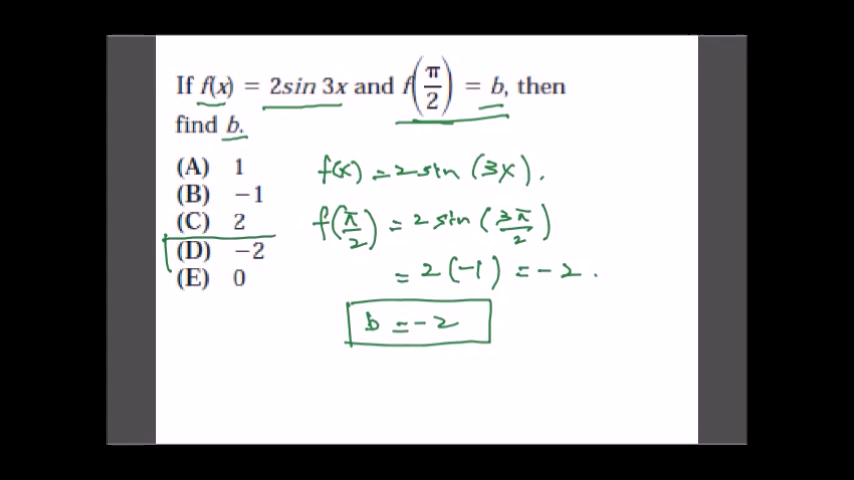 If f(x) = 2sin 3x and f(π/2) = b, then
find b.
(A) 1
(B) −1
(C) 2
(D) −2
(E) 0
f(x) = 2 sin (3x).
f(π/2) = 2 sin (3π/2)
= 2 (-1) = -2.
b = -2